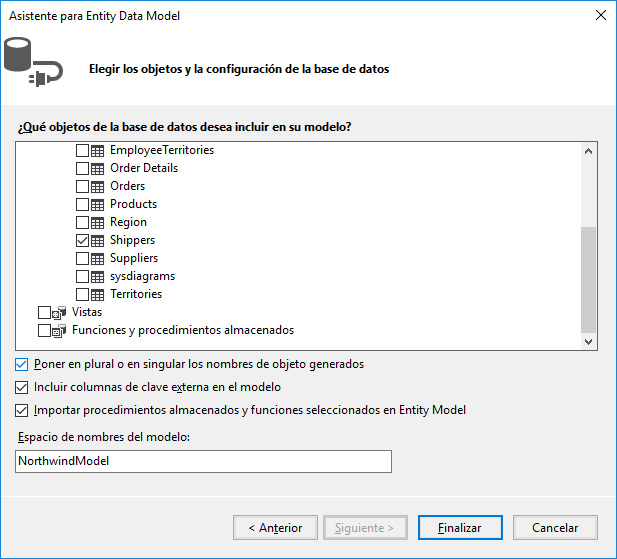 Asistente para Entity Data Model
Elegir los objetos y la configuración de la base de datos
¿Qué objetos de la base de datos desea incluir en su modelo?
EmployeeTerritories
Order Details
Orders
Products
Region
Shippers
Suppliers
sysdiagrams
Territories
Vistas
Funciones y procedimientos almacenados
Poner en plural o en singular los nombres de objeto generados
Incluir columnas de clave externa en el modelo
Importar procedimientos almacenados y funciones seleccionados en Entity Model
Espacio de nombres del modelo:
NorthwindModel
< Anterior Siguiente > Finalizar Cancelar